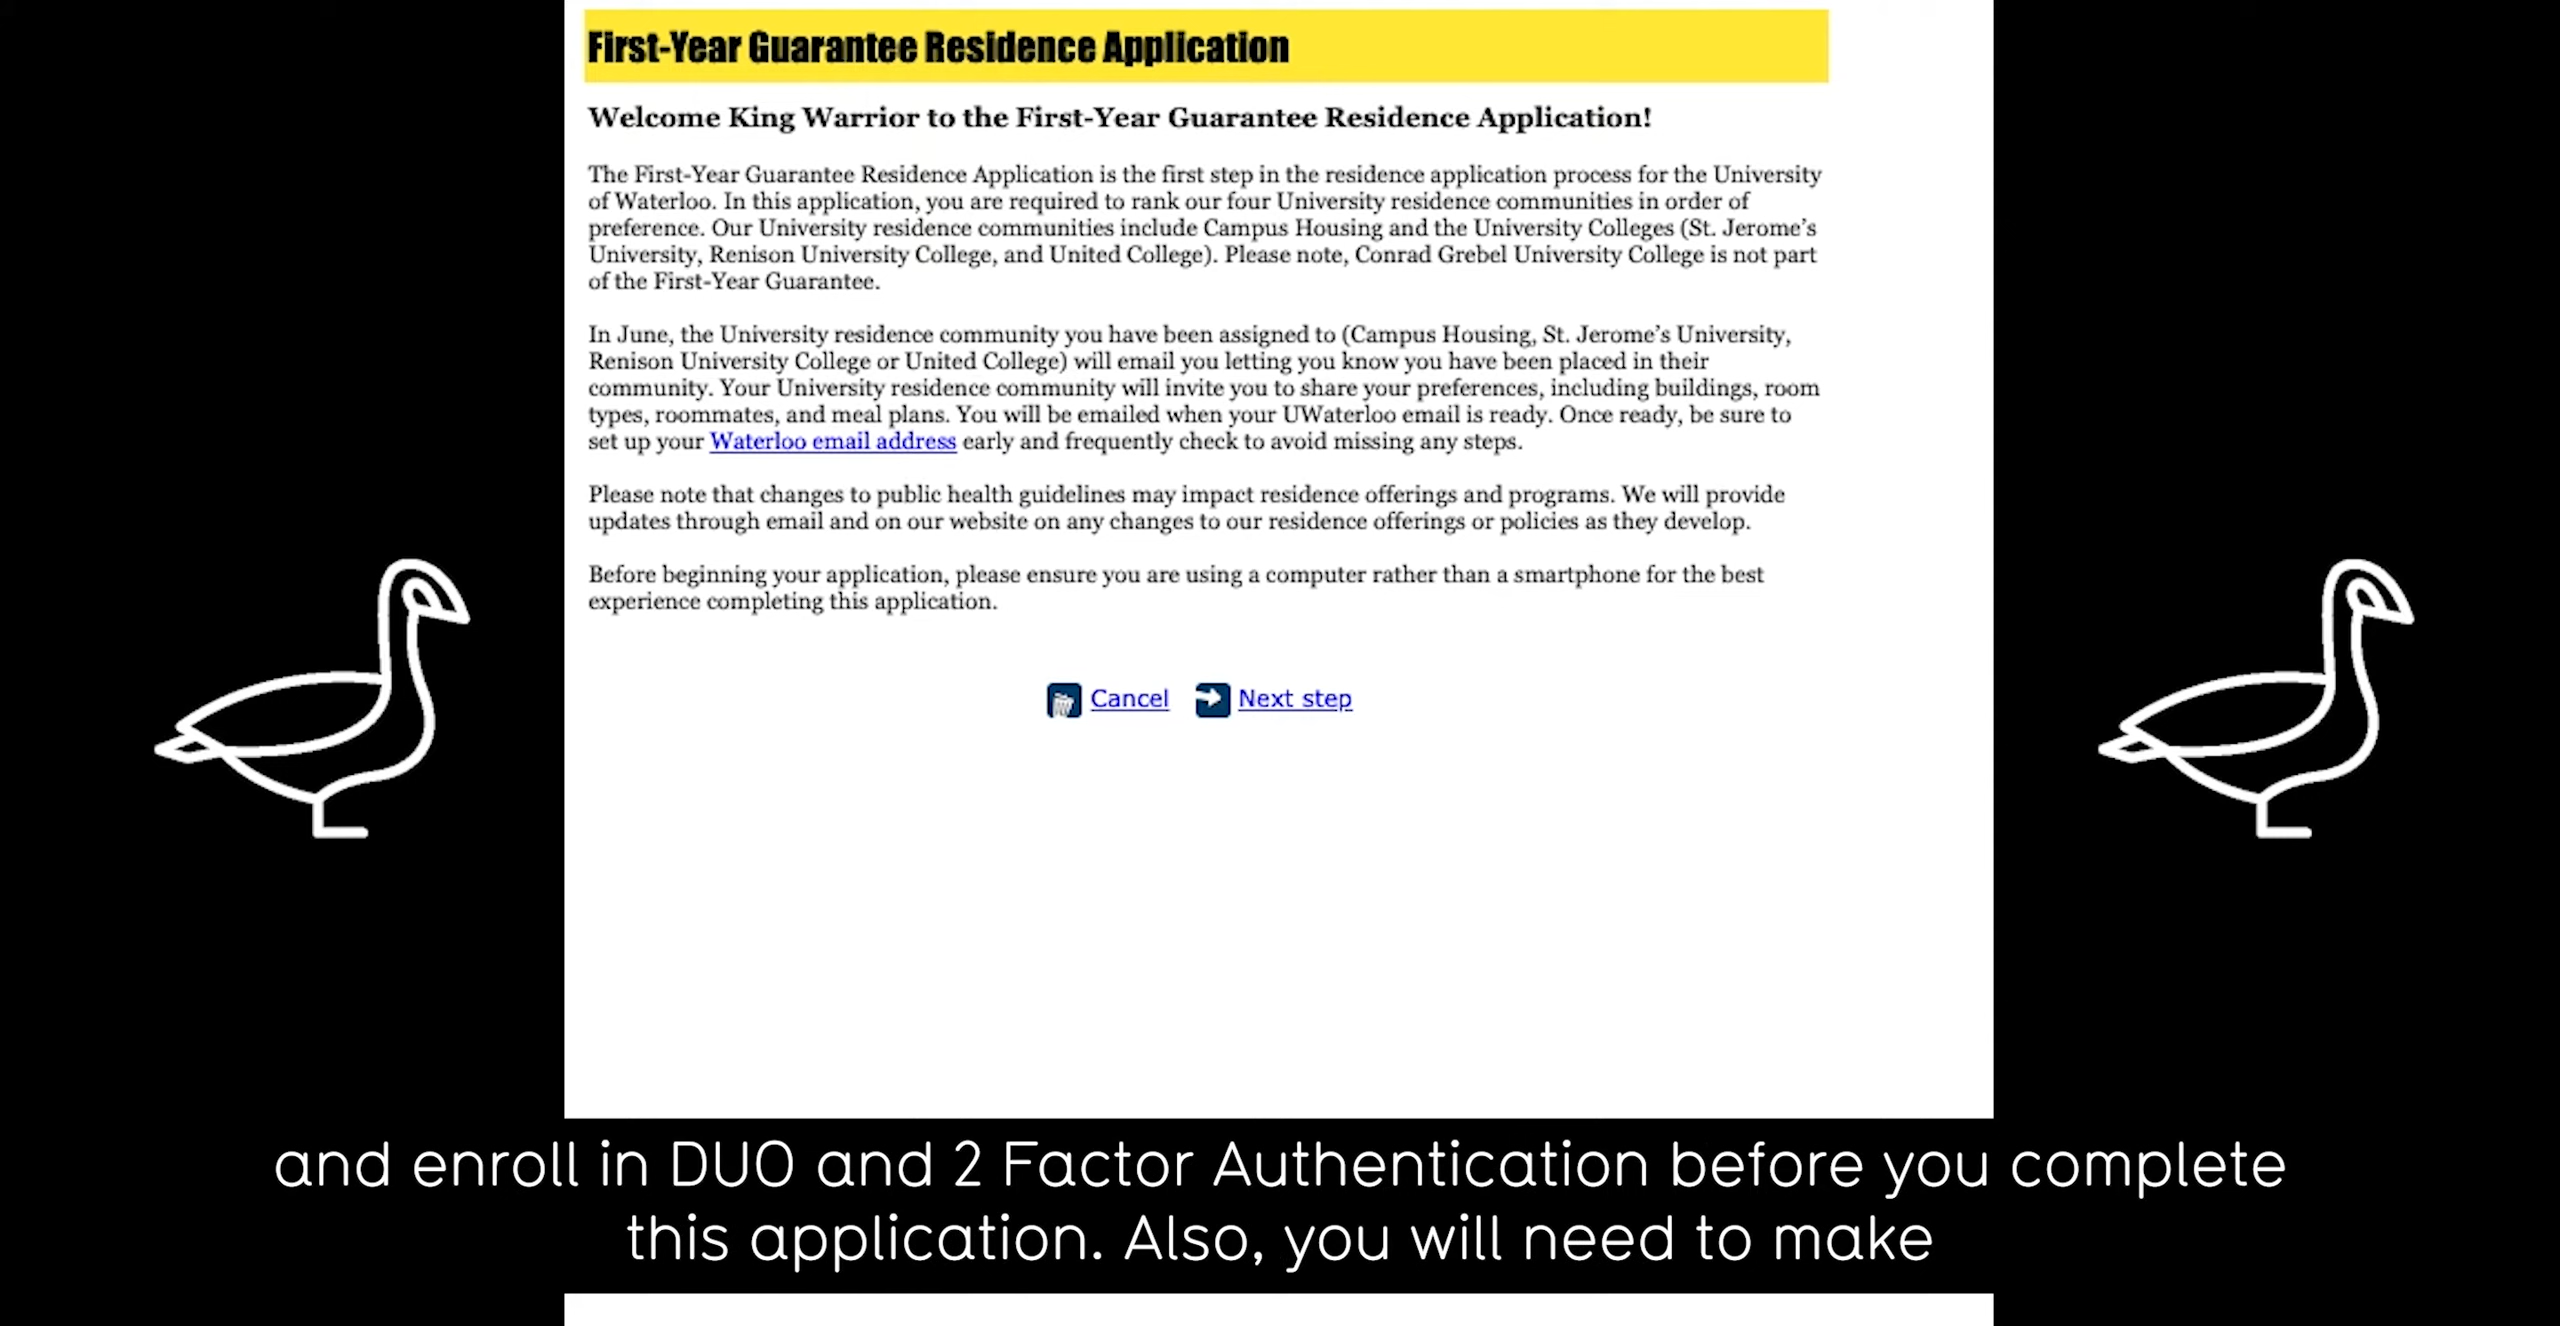 First-Year Guarantee Residence Application
Welcome King Warrior to the First-Year Guarantee Residence Application!
The First-Year Guarantee Residence Application is the first step in the residence application process for the University
of Waterloo. In this application, you are required to rank our four University residence communities in order of
preference. Our University residence communities include Campus Housing and the University Colleges (St. Jerome’s
University, Renison University College, and United College). Please note, Conrad Grebel University College is not part
of the First-Year Guarantee.
In June, the University residence community you have been assigned to (Campus Housing, St. Jerome’s University,
Renison University College or United College) will email you letting you know you have been placed in their
community. Your University residence community will invite you to share your preferences, including buildings, room
types, roommates, and meal plans. You will be emailed when your UWaterloo email is ready. Once ready, be sure to
set up your Waterloo email address early and frequently check to avoid missing any steps.
Please note that changes to public health guidelines may impact residence offerings and programs. We will provide
updates through email and on our website on any changes to our residence offerings or policies as they develop.
Before beginning your application, please ensure you are using a computer rather than a smartphone for the best
experience completing this application.
Cancel Next step
and enroll in DUO and 2 Factor Authentication before you complete
this application. Also, you will need to make